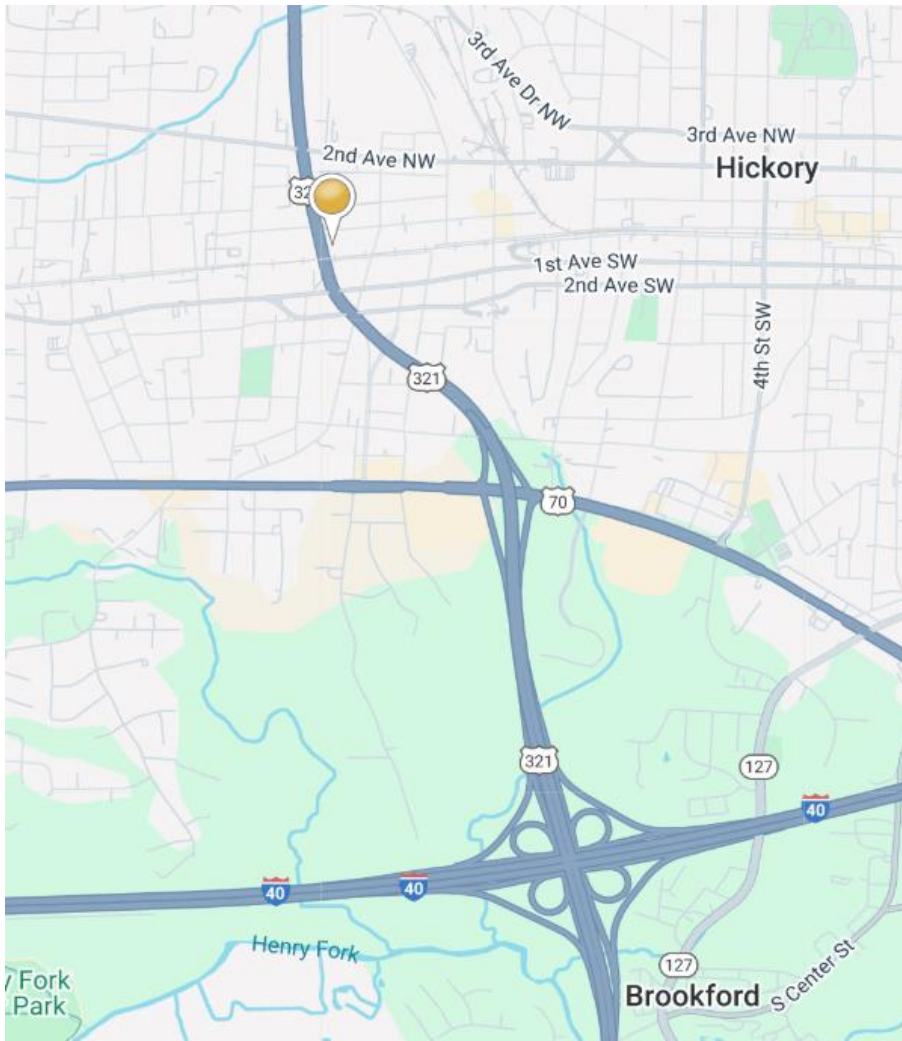 3rd Ave Dr NW
3rd Ave NW
2nd Ave NW
Hickory
1st Ave SW
2nd Ave SW
4th St SW
321
70
321
127
40
40
40
Henry Fork
Fork
Park
127
Brookford
S Center St